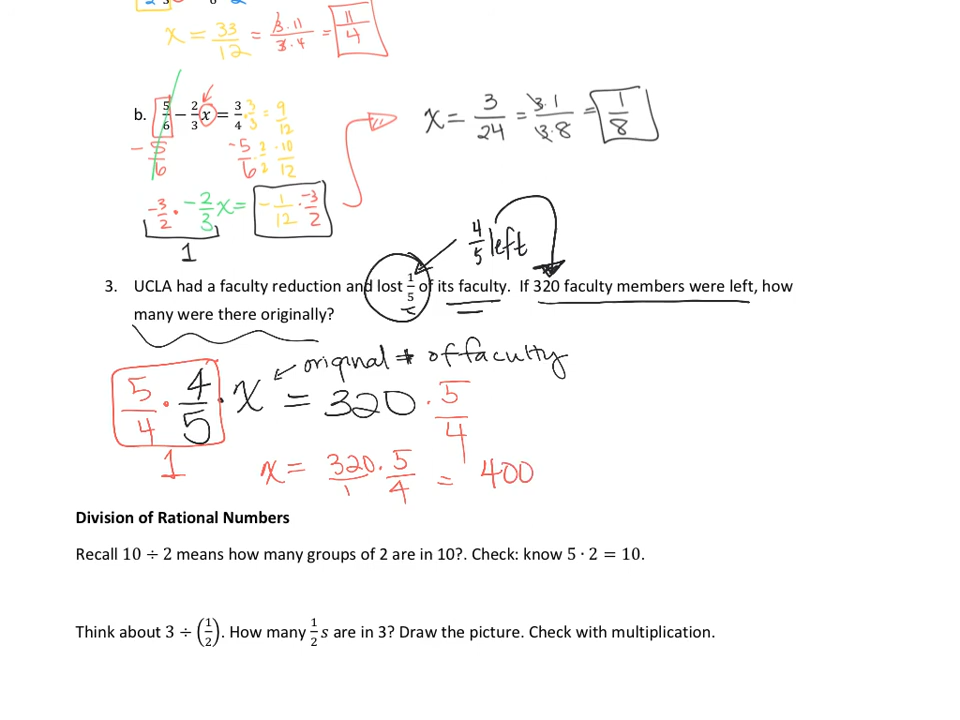 x = 33/12 = 3·11/3·4 = 11/4
b. 5/6 − 2/3 x = 3/4 · 3/3 = 9/12
− 5/6 −5/6 · 2/2 · 10/12
x = 3/24 = 3·1/3·8 = 1/8
−3/2 · −2/3 x = −1/12 · −3/2
1
4/5 left
3. UCLA had a faculty reduction and lost 1/5 of its faculty. If 320 faculty members were left, how
many were there originally?
original # of faculty
5/4 · 4/5 · x = 320 · 5/4
1
x = 320/1 · 5/4 = 400
Division of Rational Numbers
Recall 10 ÷ 2 means how many groups of 2 are in 10?. Check: know 5 · 2 = 10.
Think about 3 ÷ (1/2). How many 1/2 s are in 3? Draw the picture. Check with multiplication.